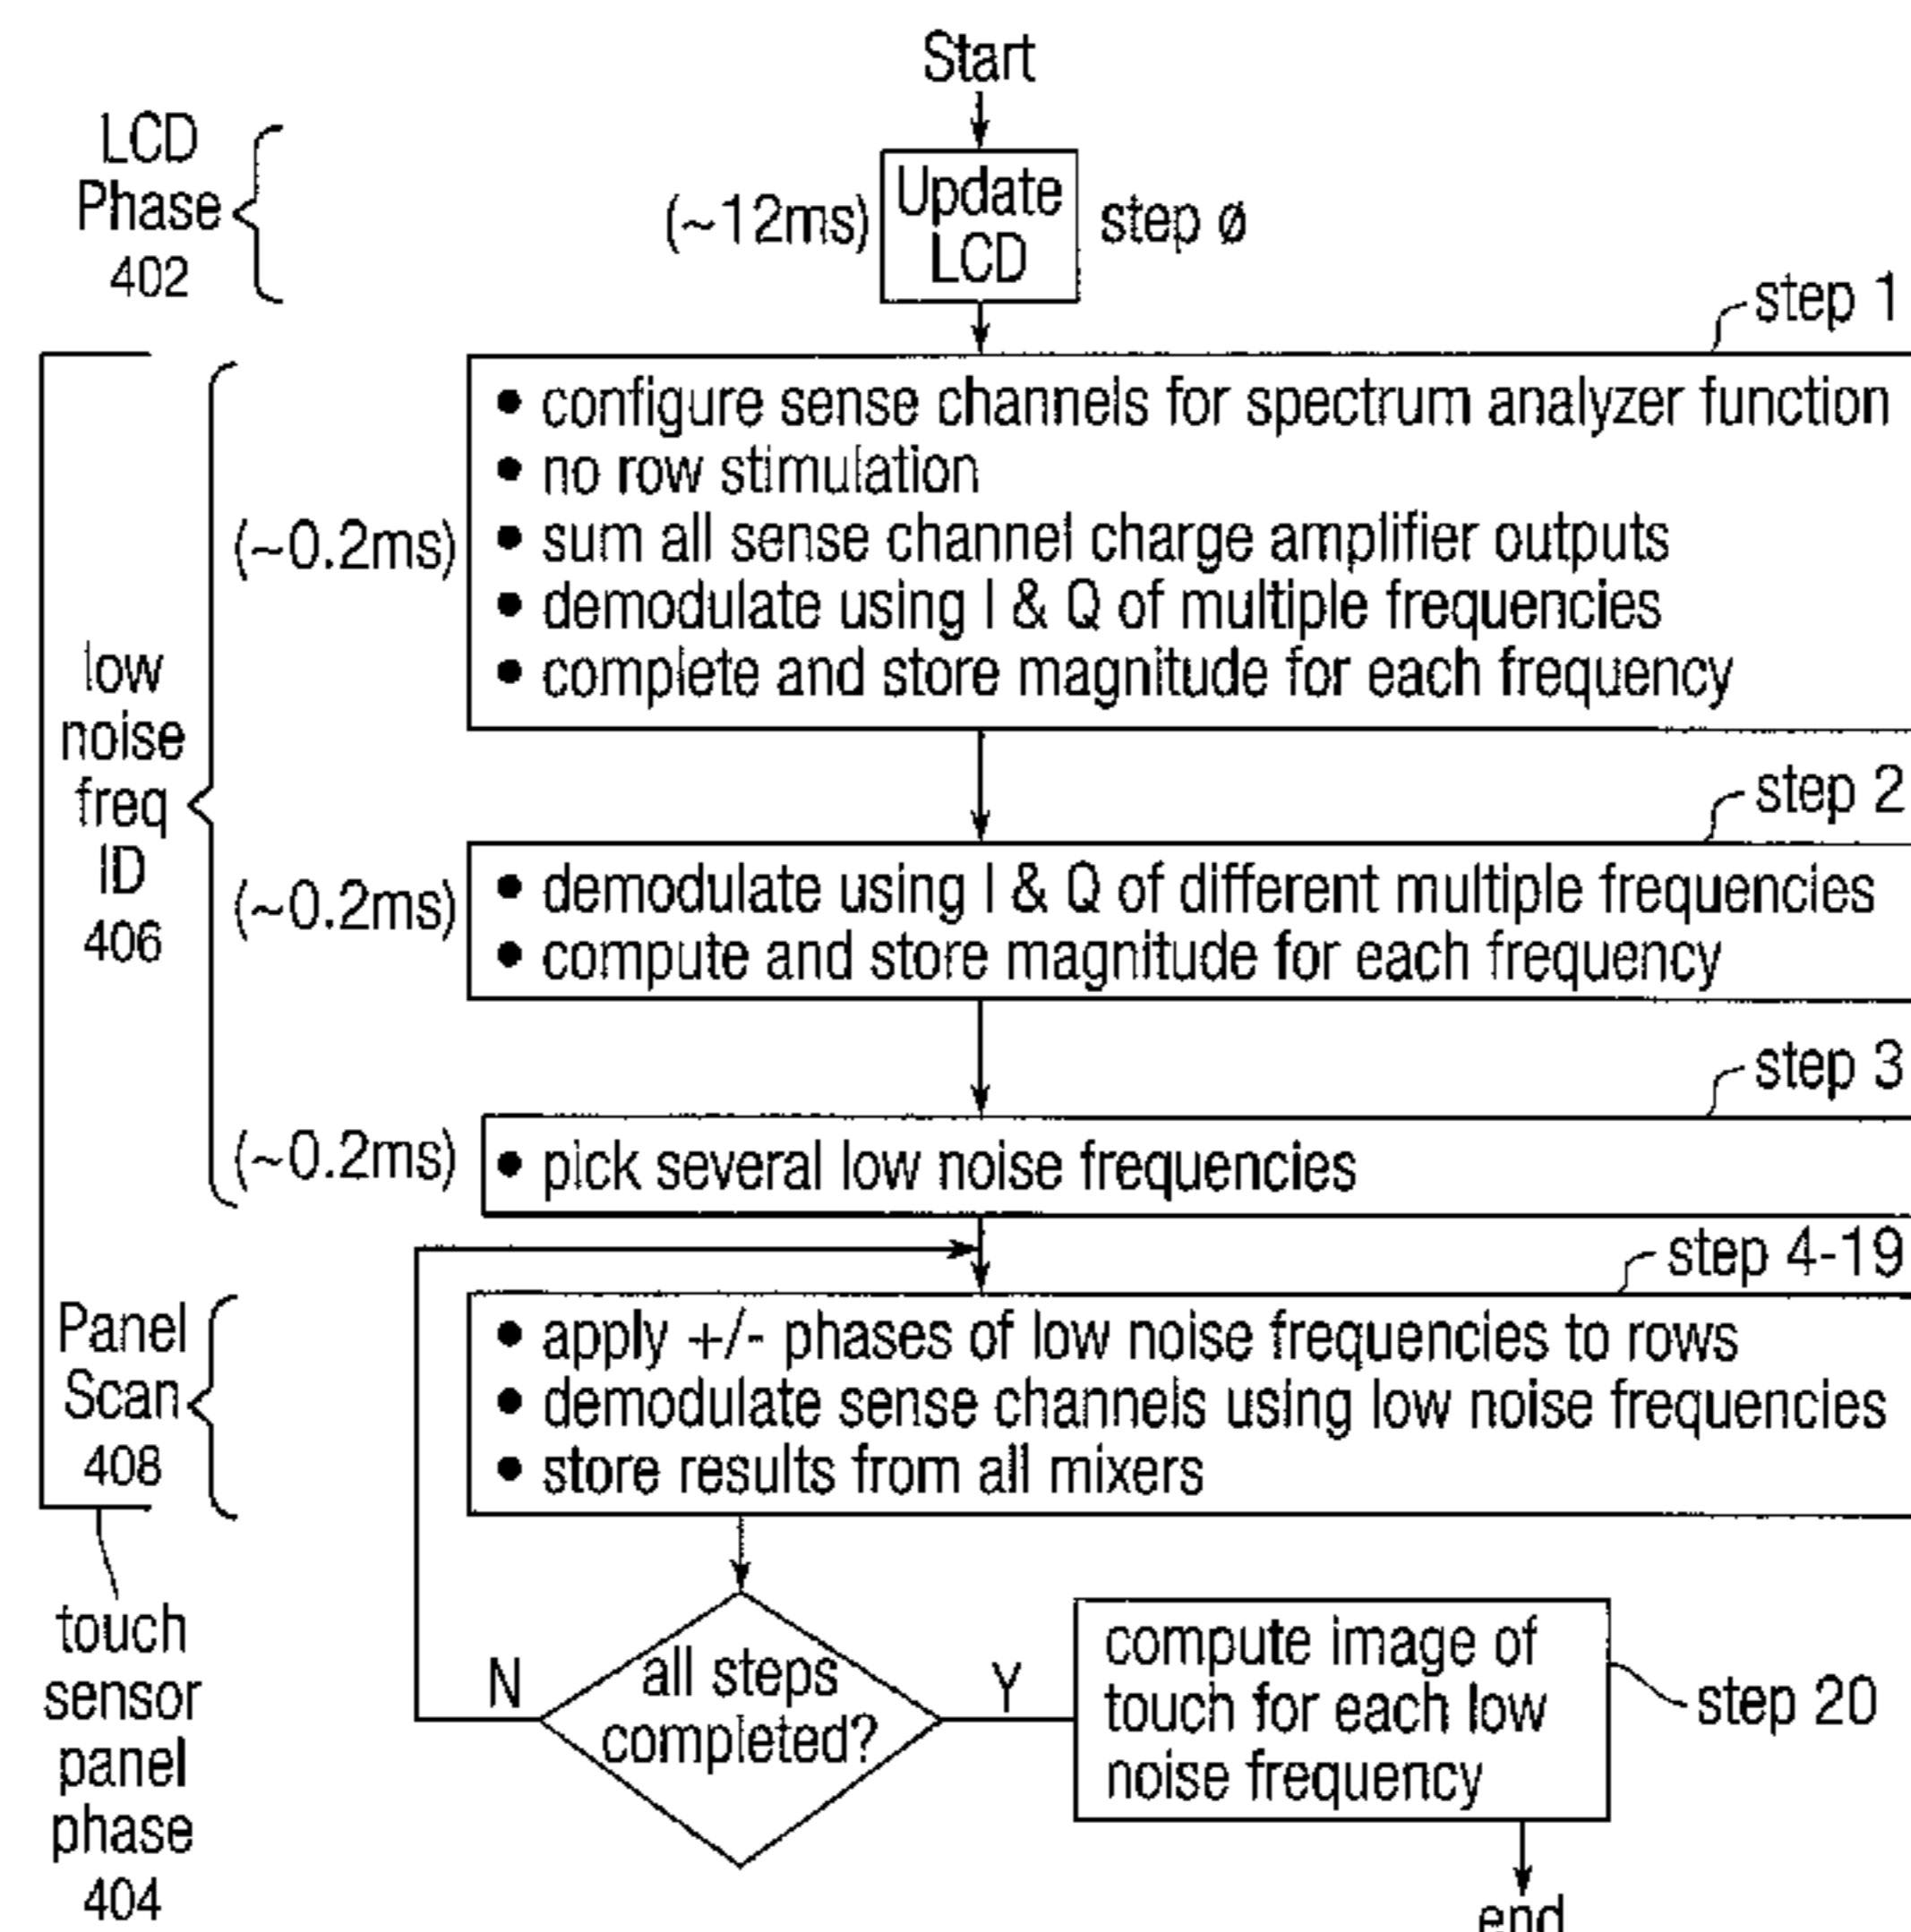 Start
LCD
Phase
402
(~12ms)
Update
LCD
step ø
step 1
• configure sense channels for spectrum analyzer function
• no row stimulation
• sum all sense channel charge amplifier outputs
• demodulate using I & Q of multiple frequencies
• complete and store magnitude for each frequency
(~0.2ms)
low
noise
freq
ID
406
step 2
(~0.2ms)
• demodulate using I & Q of different multiple frequencies
• compute and store magnitude for each frequency
step 3
(~0.2ms)
• pick several low noise frequencies
step 4-19
Panel
Scan
408
• apply +/- phases of low noise frequencies to rows
• demodulate sense channels using low noise frequencies
• store results from all mixers
touch
sensor
panel
phase
404
N
all steps
completed?
Y
compute image of
touch for each low
noise frequency
step 20
end